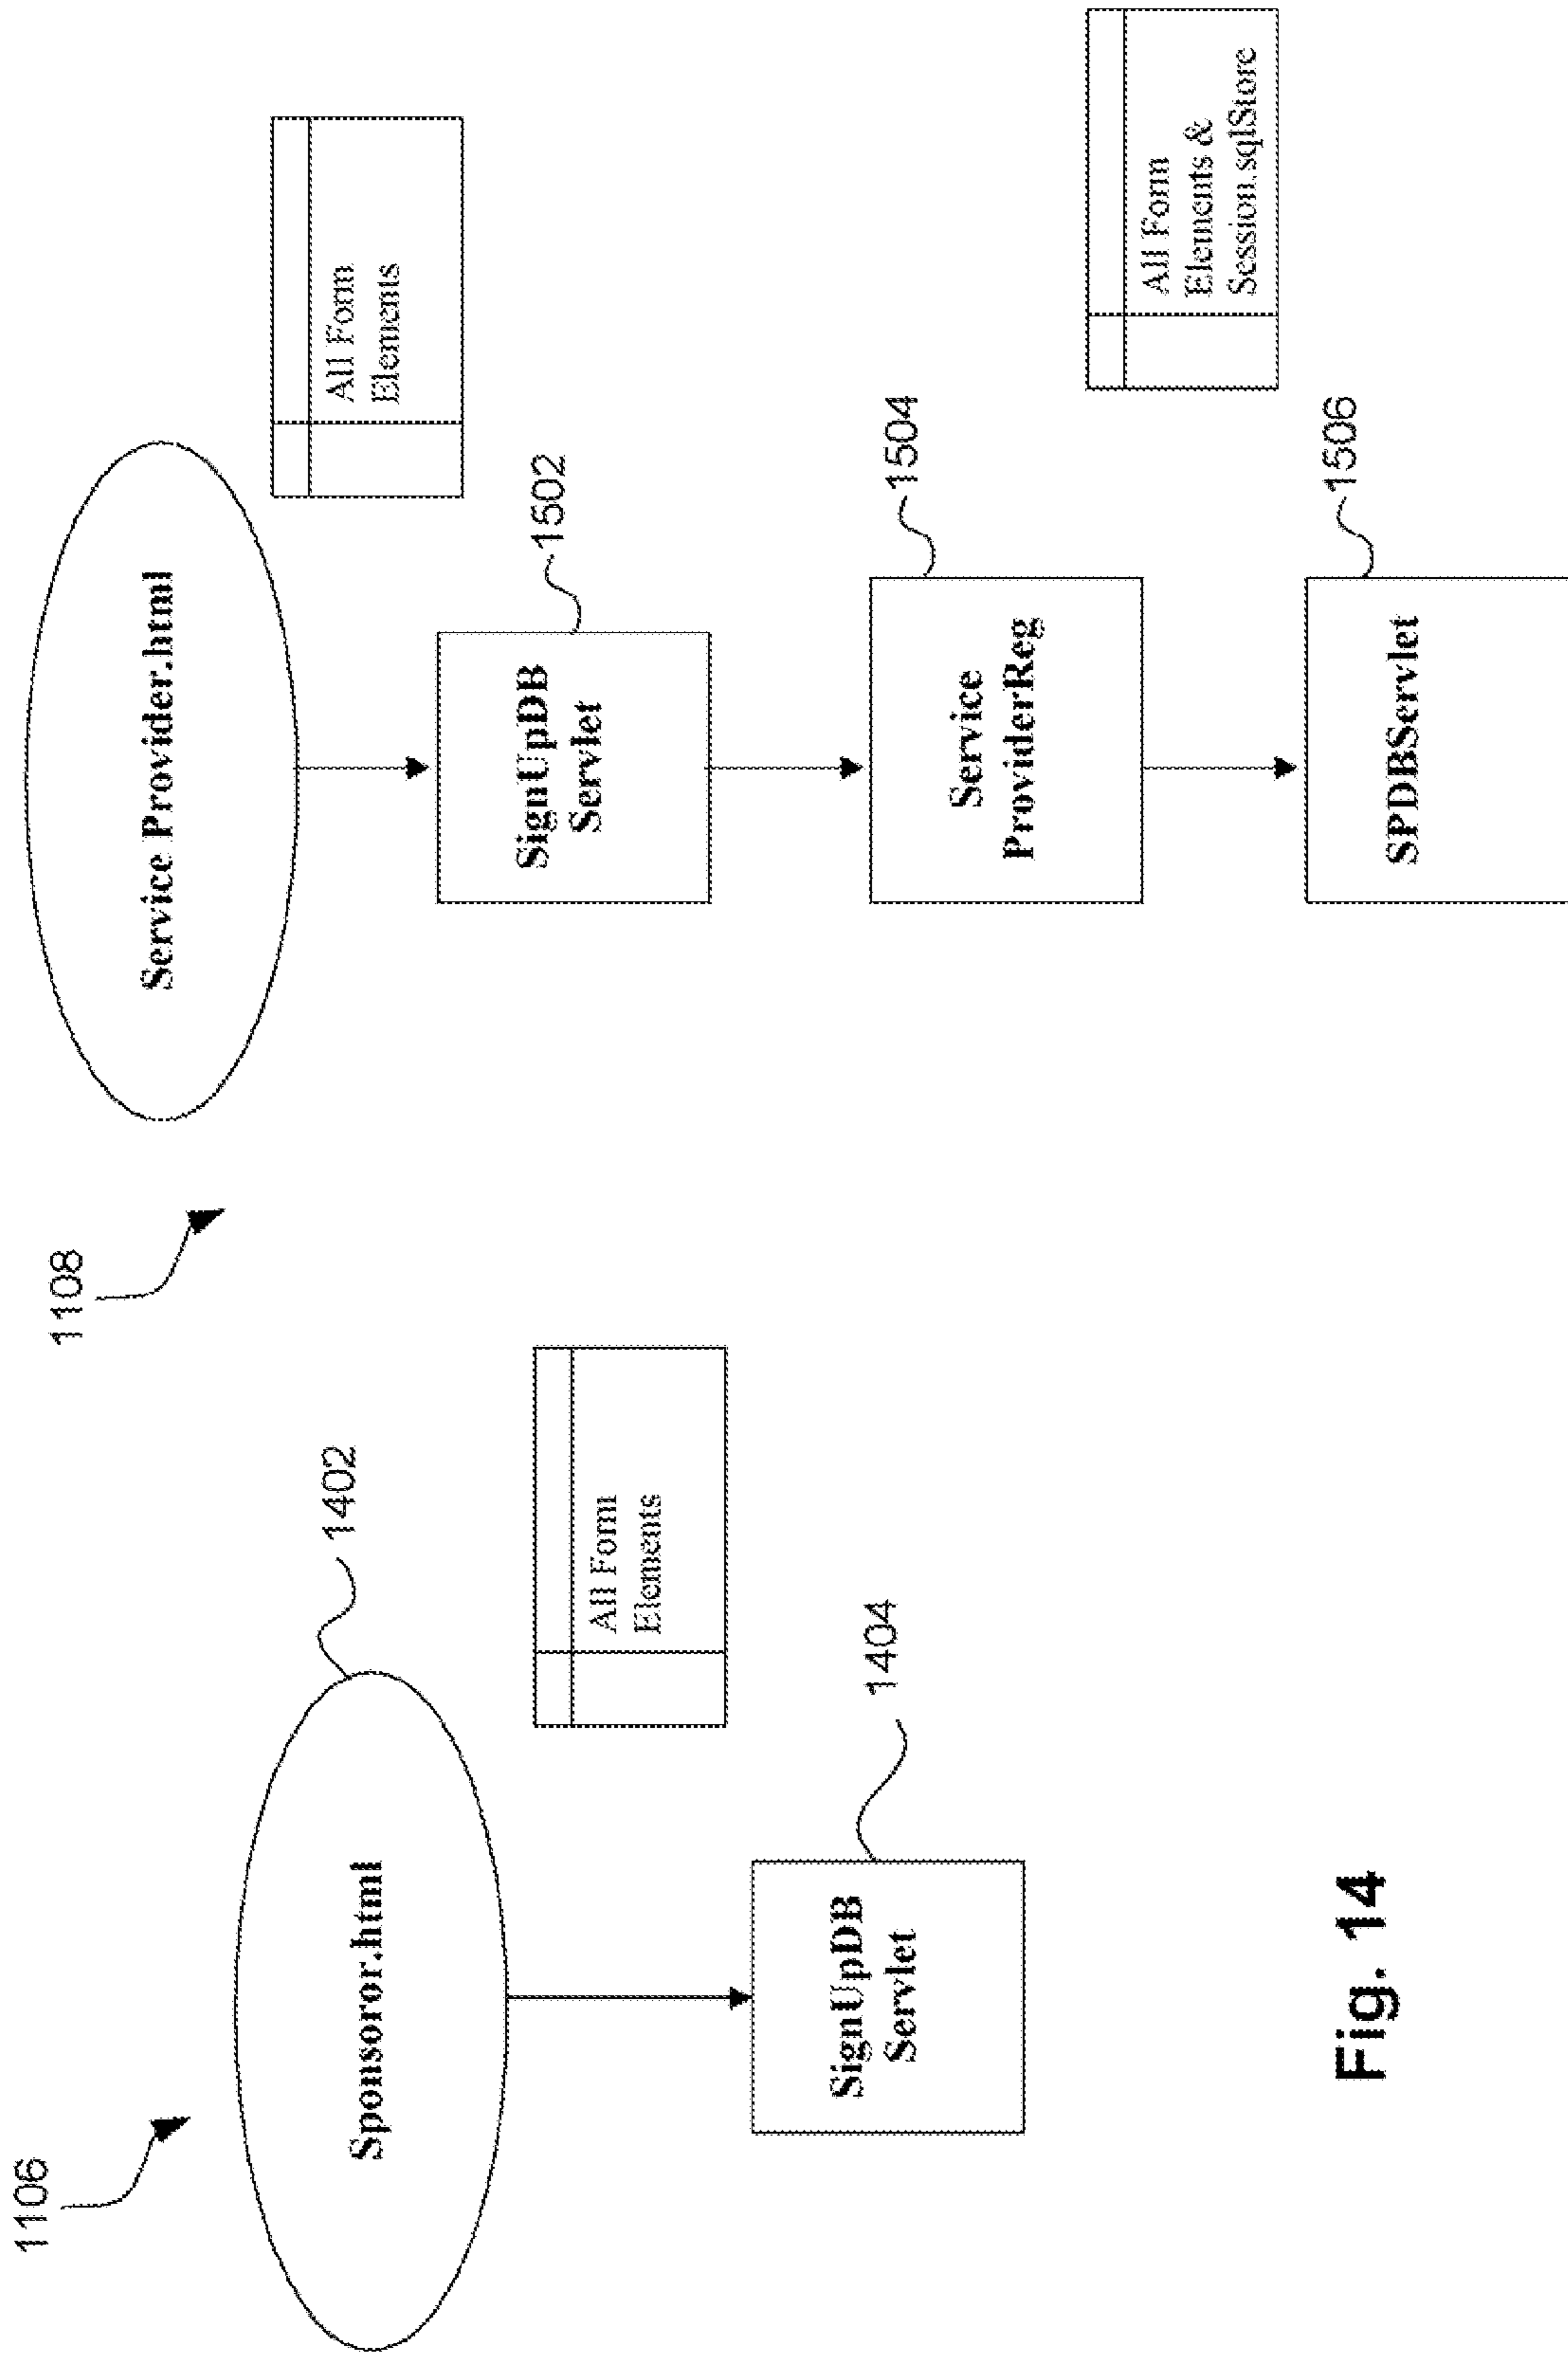 1106
Sponsoror.html
1402
All Form
Elements
SignUpDB
Servlet
1404
Fig. 14
1108
Service Provider.html
All Form
Elements
SignUpDB
Servlet
1502
Service
ProviderReg
1504
All Form
Elements &
Session.sqlStore
SPDBServlet
1506